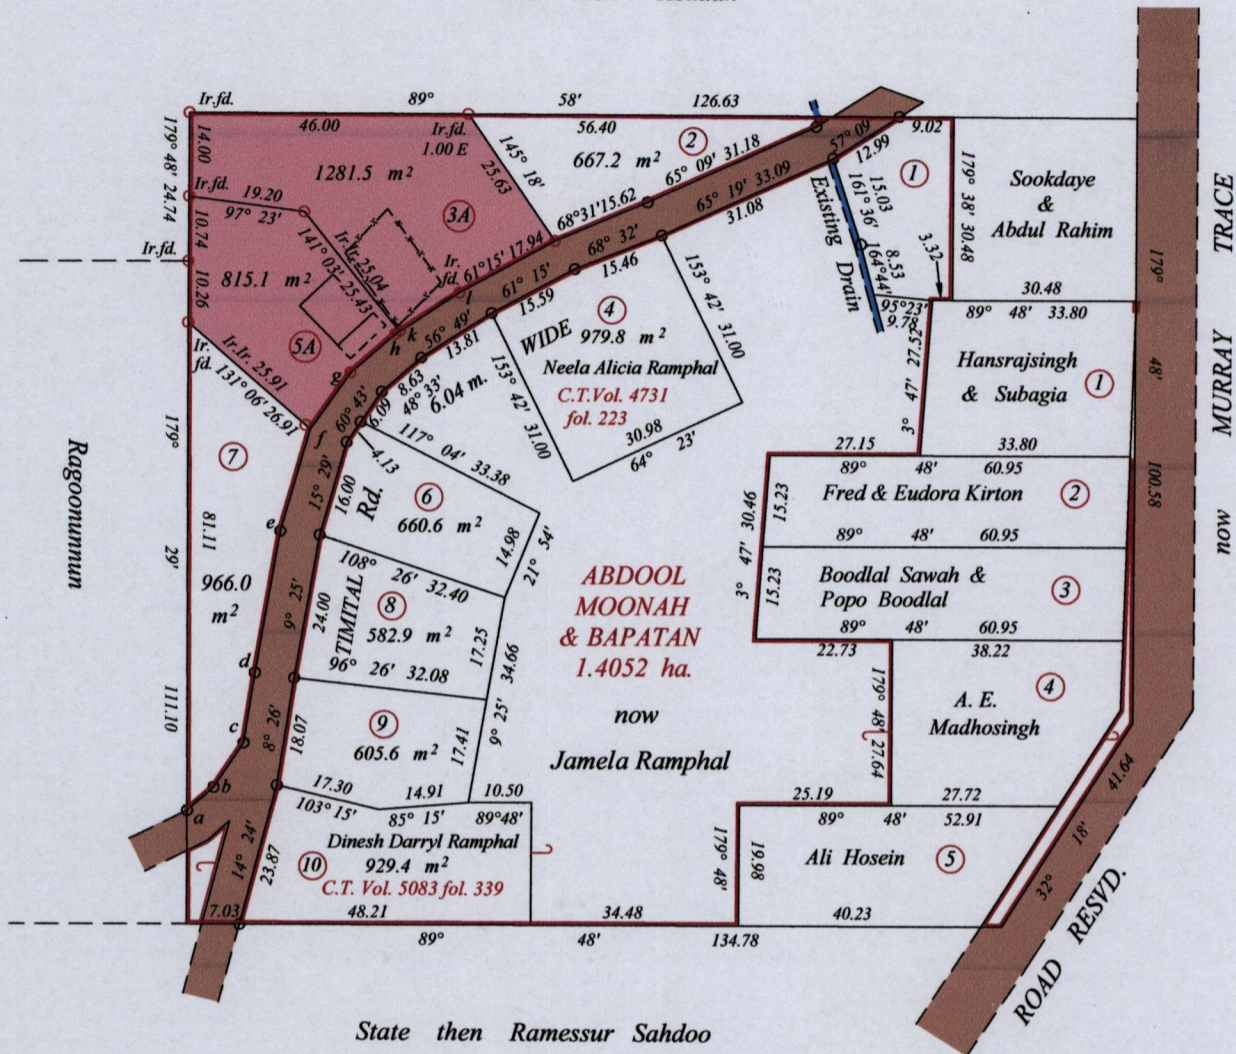 Ir.fd.
89° 58' 126.63
46.00
Ir.fd.
1.00 E
56.40
667.2 m²
2
9.02
179° 48' 24.74
14.00
1281.5 m²
145° 18'
25.63
65° 09' 31.18
57° 09
12.99
1
Ir.fd.
19.20
97° 23'
3A
68°31'15.62
65° 19' 33.09
31.08
15.03
161° 36'
179° 38' 30.48
Sookdaye
&
Abdul Rahim
Existing Drain
3.32
8.53
164°44'
95°23'
9.78
30.48
89° 48' 33.80
Ir.fd.
10.74
10.26
815.1 m²
141° 03' 25.43
Ir.Ir. 25.04
Ir.
fd.
61°15' 17.94
l
k
h
g
5A
Ir.
fd.
Ir.Ir. 25.91
131° 06' 26.91
f
68° 32'
15.46
61° 15'
15.59
56° 49'
13.81
8.63
48° 33'
6.09
60° 43'
6.04 m.
WIDE
4
979.8 m²
Neela Alicia Ramphal
C.T.Vol. 4731
fol. 223
153° 42' 31.00
153° 42' 31.00
30.98
64° 23'
Hansrajsingh
& Subagia
1
3° 47' 27.52
33.80
27.15
89° 48' 60.95
Fred & Eudora Kirton
2
89° 48' 60.95
3° 47' 30.46
15.23
15.23
Boodlal Sawah &
Popo Boodlal
3
89° 48' 60.95
22.73
38.22
179° 48' 27.64
A. E.
Madhosingh
4
25.19
27.72
89° 48' 52.91
179° 48'
19.98
Ali Hosein
5
40.23
179° 48' 100.58
now MURRAY TRACE
32° 18' 41.64
ROAD RESVD.
Ragoonunnun
179° 29' 111.10
81.11
7
966.0
m²
e
d
c
b
a
15° 29'
16.00
Rd.
4.13
117° 04' 33.38
6
660.6 m²
14.98
21° 54'
108° 26' 32.40
9° 25'
24.00
TIMITAL
8
582.9 m²
17.25
34.66
96° 26' 32.08
8° 26'
18.07
9
605.6 m²
17.41
9° 25'
17.30
103° 15'
14.91
85° 15'
10.50
89°48'
ABDOOL
MOONAH
& BAPATAN
1.4052 ha.
now
Jamela Ramphal
Dinesh Darryl Ramphal
10
929.4 m²
C.T. Vol. 5083 fol. 339
14° 24'
23.87
7.03
48.21
34.48
89° 48' 134.78
State then Ramessur Sahdoo